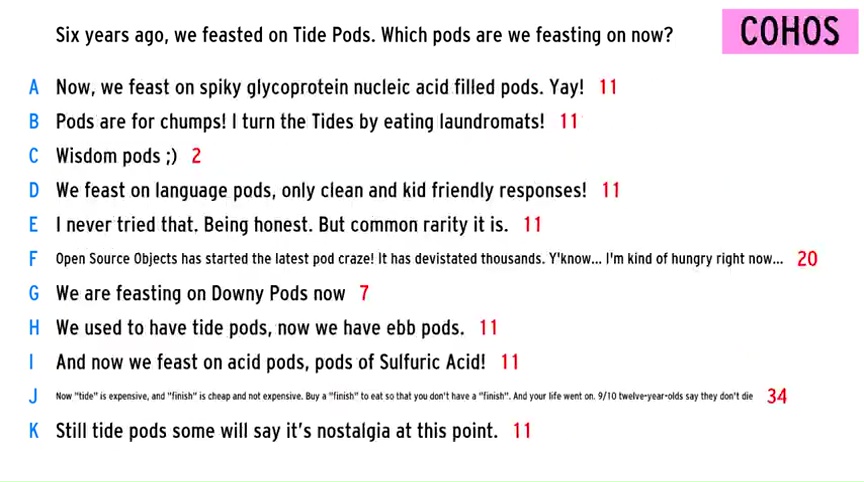 Six years ago, we feasted on Tide Pods. Which pods are we feasting on now?
COHOS
A Now, we feast on spiky glycoprotein nucleic acid filled pods. Yay! 11
B Pods are for chumps! I turn the Tides by eating laundromats! 11
C Wisdom pods ;) 2
D We feast on language pods, only clean and kid friendly responses! 11
E I never tried that. Being honest. But common rarity it is. 11
F Open Source Objects has started the latest pod craze! It has devistated thousands. Y'know... I'm kind of hungry right now... 20
G We are feasting on Downy Pods now 7
H We used to have tide pods, now we have ebb pods. 11
I And now we feast on acid pods, pods of Sulfuric Acid! 11
J Now "tide" is expensive, and "finish" is cheap and not expensive. Buy a "finish" to eat so that you don't have a "finish". And your life went on. 9/10 twelve-year-olds say they don't die 34
K Still tide pods some will say it's nostalgia at this point. 11